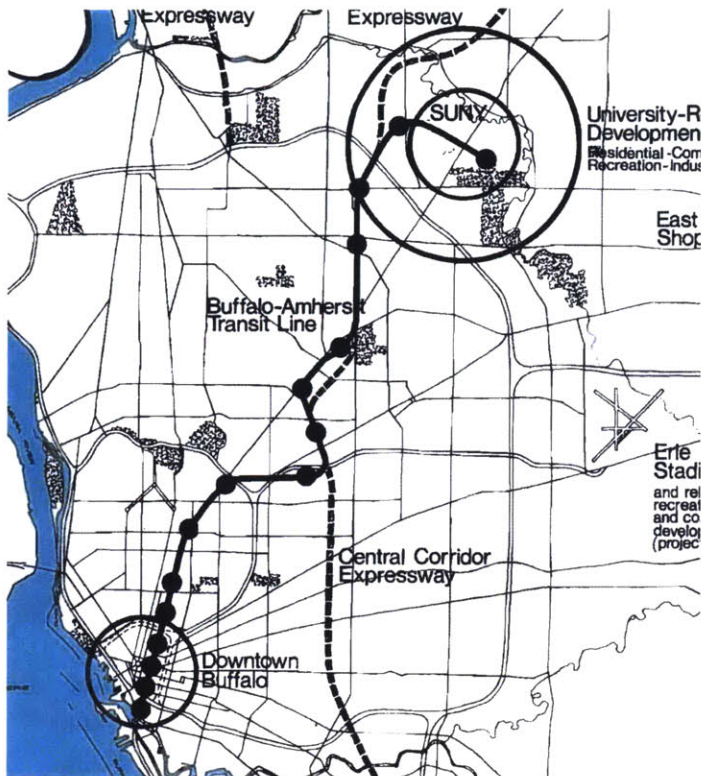 Expressway
Expressway
SUNY
University-R
Developmen
Residential-Com
Recreation-Indus
East
Shop
Buffalo-Amherst
Transit Line
Erie
Stadi
and rel
recreat
and co
develop
(projec
Central Corridor
Expressway
Downtown
Buffalo